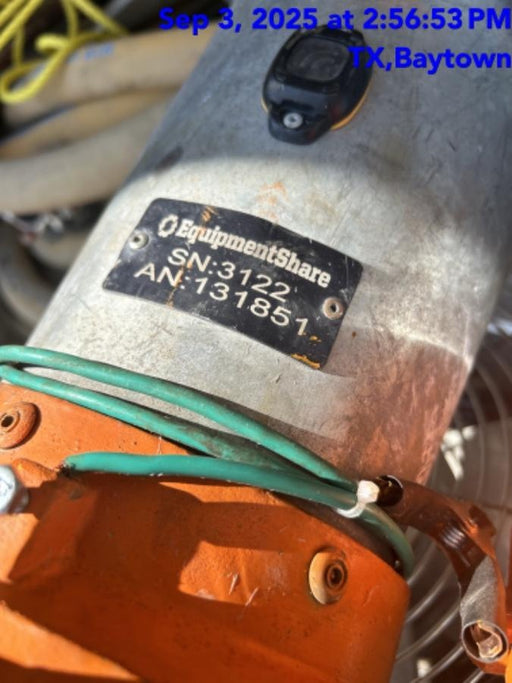 Sep 3, 2025 at 2:56:53 PM
TX,Baytown
EquipmentShare
SN:3122
AN:131851